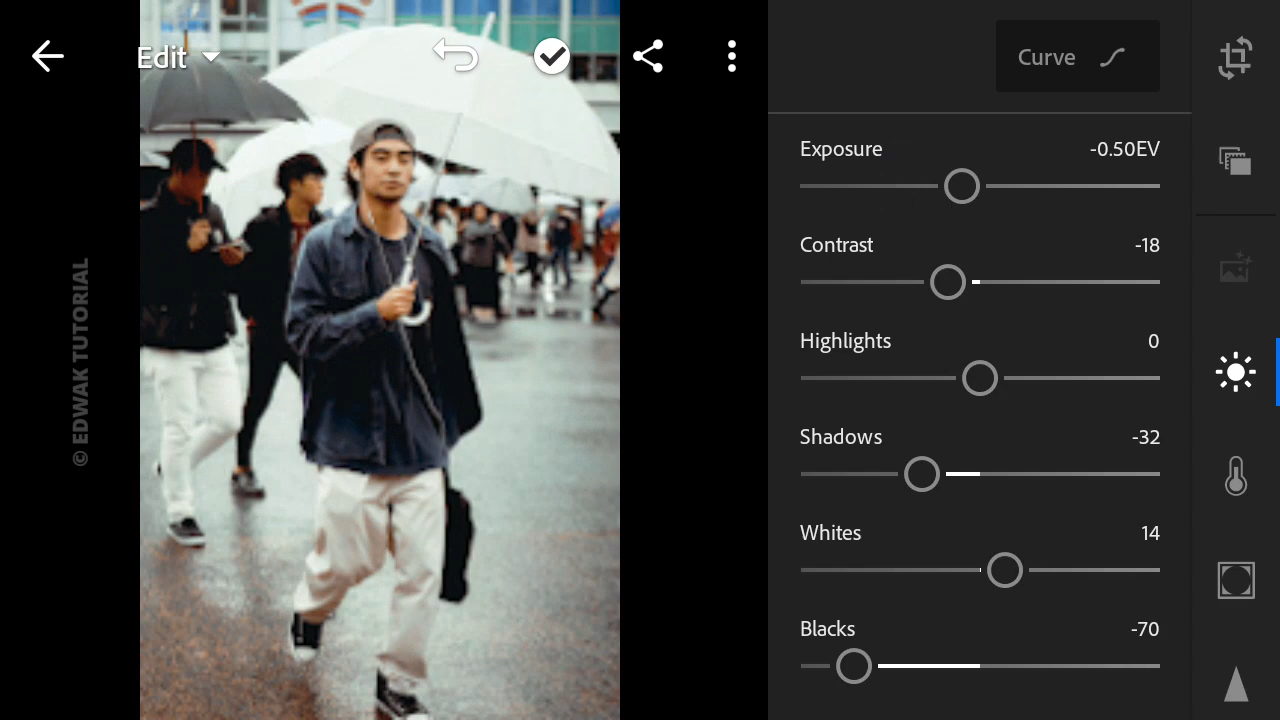 Edit
Curve
Exposure -0.50EV
Contrast -18
Highlights 0
Shadows -32
Whites 14
Blacks -70
© EDWAK TUTORIAL